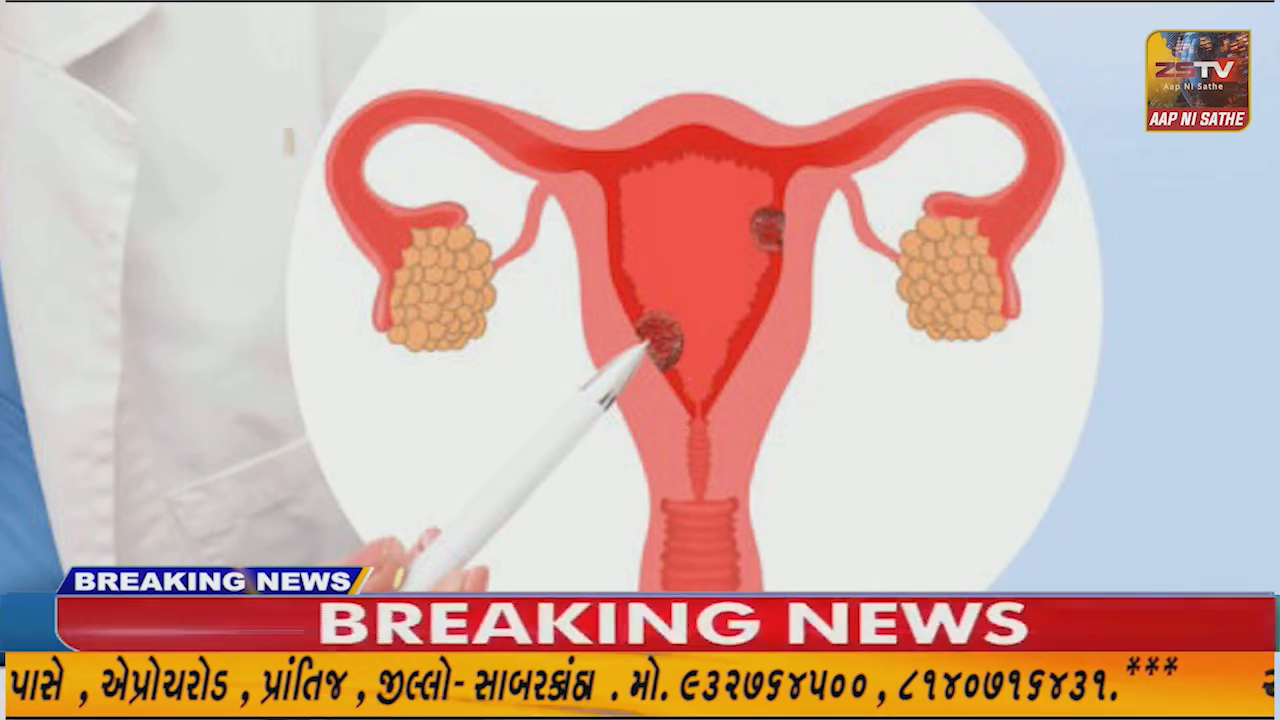 ZSTV
Aap Ni Sathe
AAP NI SATHE
BREAKING NEWS
BREAKING NEWS
પાસે , એપ્રોચરોડ , પ્રાંતિજ , જીલ્લો- સાબરકાંઠા . મો. ૯૩૨૭૬૪૫૦૦ , ૮૧૪૦૭૧૬૪૩૧. ***